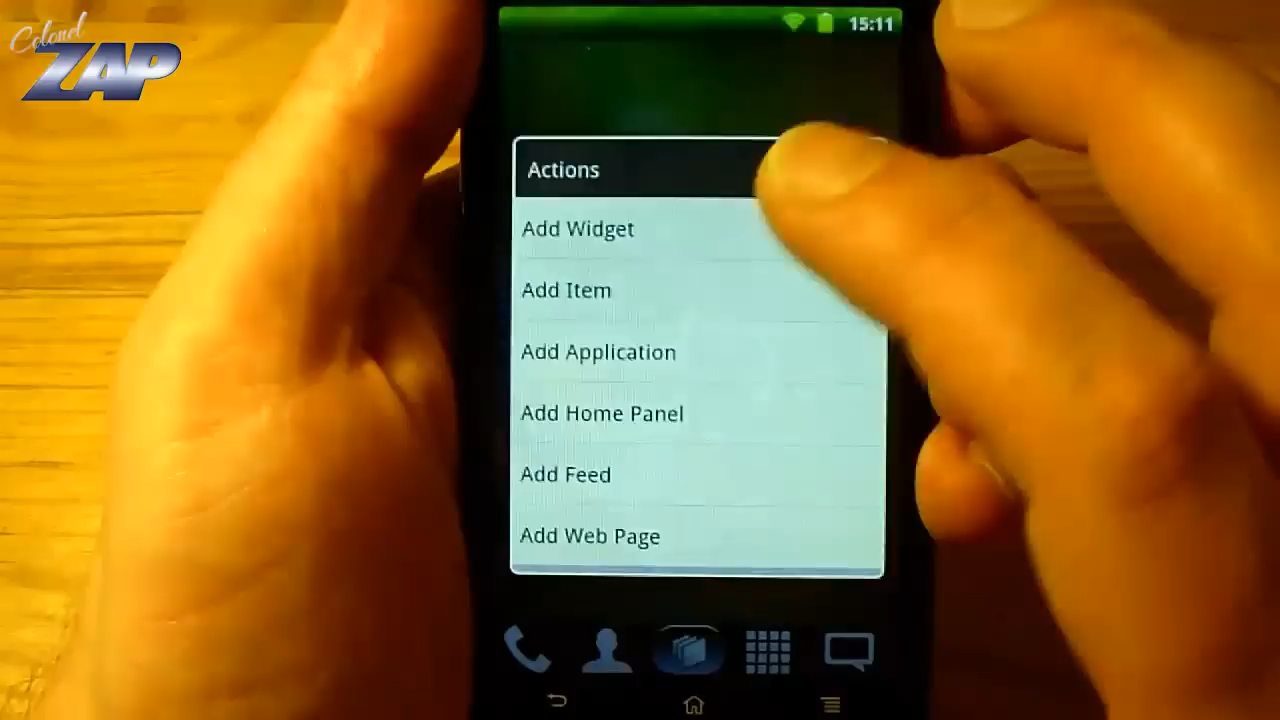 Colonel
ZAP
15:11
Actions
Add Widget
Add Item
Add Application
Add Home Panel
Add Feed
Add Web Page